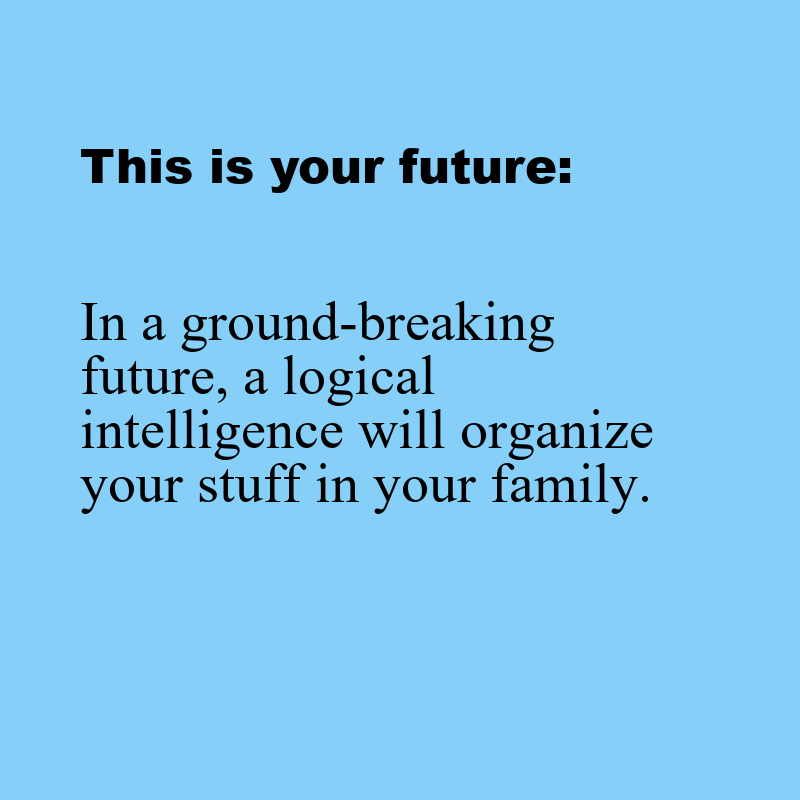 This is your future:
In a ground-breaking
future, a logical
intelligence will organize
your stuff in your family.